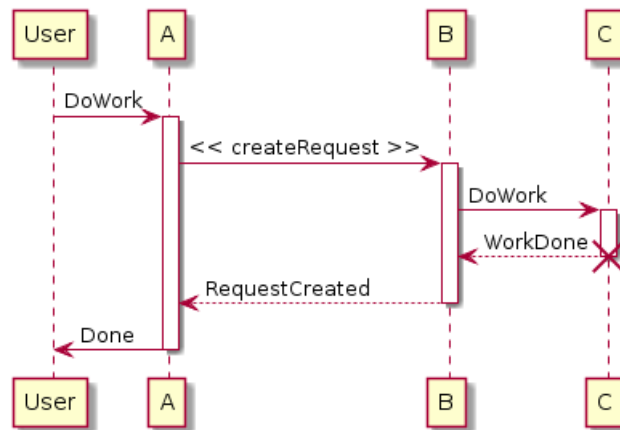 User A B C
DoWork
<< createRequest >>
DoWork
WorkDone
RequestCreated
Done
User A B C